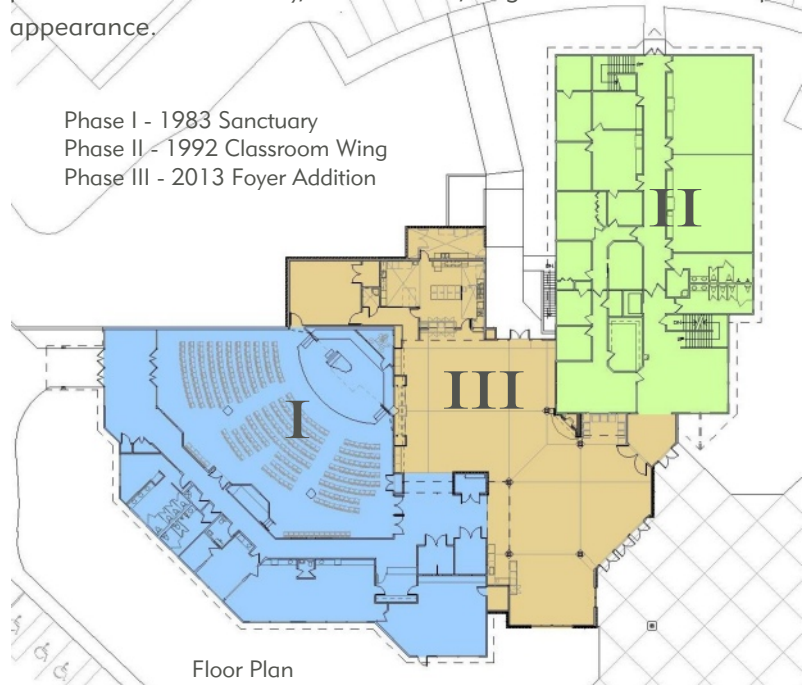 appearance.
Phase I - 1983 Sanctuary
Phase II - 1992 Classroom Wing
Phase III - 2013 Foyer Addition
II
III
I
Floor Plan